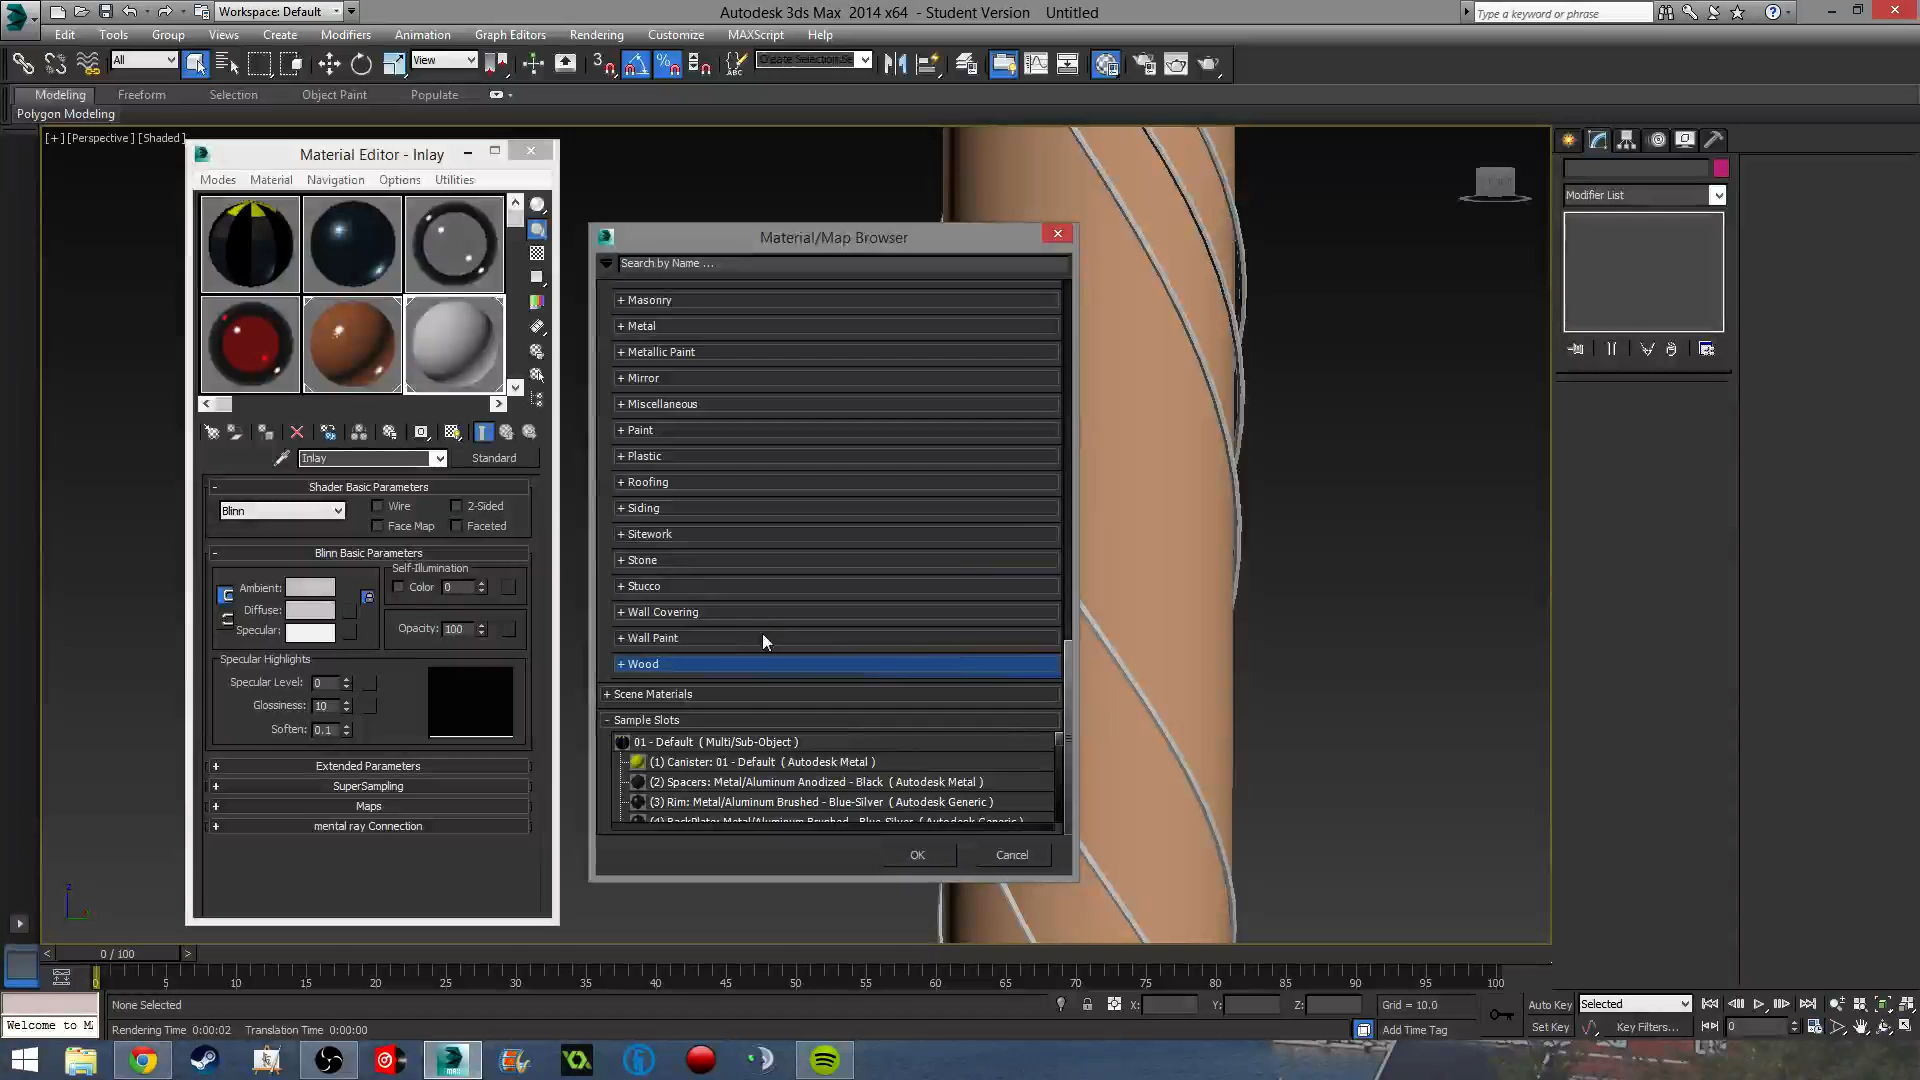 Workspace: Default
Autodesk 3ds Max 2014 x64 - Student Version Untitled
Type a keyword or phrase
Edit Tools Group Views Create Modifiers Animation Graph Editors Rendering Customize MAXScript Help
All
View
Create Selection Se
Modeling Freeform Selection Object Paint Populate
Polygon Modeling
[+] [Perspective] [Shaded]
Material Editor - Inlay
Modes Material Navigation Options Utilities
Inlay
Standard
- Shader Basic Parameters
Blinn
Wire
2-Sided
Face Map
Faceted
- Blinn Basic Parameters
Self-Illumination
Ambient:
Color 0
Diffuse:
Specular:
Opacity: 100
Specular Highlights
Specular Level: 0
Glossiness: 10
Soften: 0,1
+ Extended Parameters
+ SuperSampling
+ Maps
+ mental ray Connection
Material/Map Browser
Search by Name ...
+ Masonry
+ Metal
+ Metallic Paint
+ Mirror
+ Miscellaneous
+ Paint
+ Plastic
+ Roofing
+ Siding
+ Sitework
+ Stone
+ Stucco
+ Wall Covering
+ Wall Paint
+ Wood
+ Scene Materials
- Sample Slots
01 - Default ( Multi/Sub-Object )
(1) Canister: 01 - Default ( Autodesk Metal )
(2) Spacers: Metal/Aluminum Anodized - Black ( Autodesk Metal )
(3) Rim: Metal/Aluminum Brushed - Blue-Silver ( Autodesk Generic )
(4) BackPlate: Metal/Aluminum Brushed - Blue-Silver ( Autodesk Generic )
OK
Cancel
Modifier List
< 0 / 100 >
0 5 10 15 20 25 30 35 40 45 50 55 60 65 70 75 80 85 90 95 100
None Selected
X: Y: Z: Grid = 10.0
Auto Key Selected
Welcome to M
Rendering Time 0:00:02 Translation Time 0:00:00
Add Time Tag
Set Key
Key Filters...
0
MAX